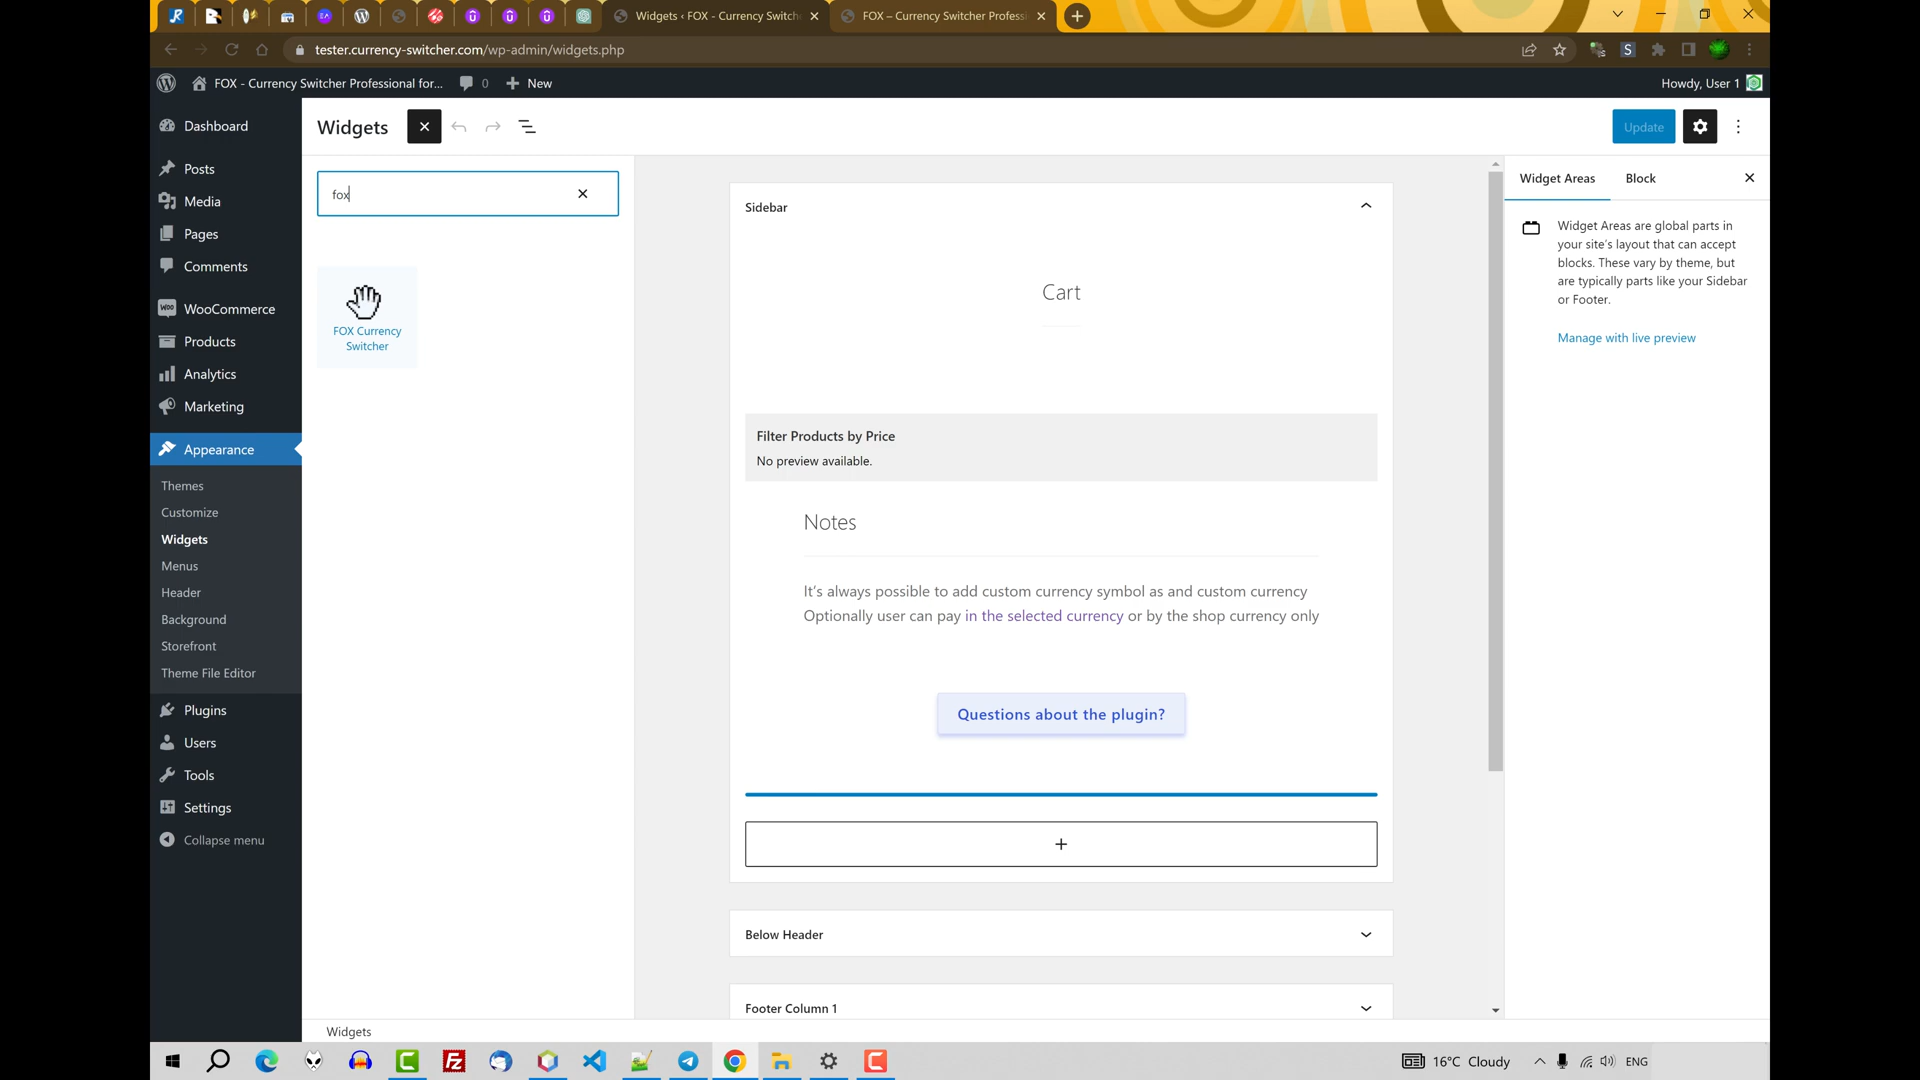 Widgets ‹ FOX - Currency Switch
FOX – Currency Switcher Profess
tester.currency-switcher.com/wp-admin/widgets.php
FOX - Currency Switcher Professional for...
0
New
Howdy, User 1
Dashboard
Posts
Media
Pages
Comments
WooCommerce
Products
Analytics
Marketing
Appearance
Themes
Customize
Widgets
Menus
Header
Background
Storefront
Theme File Editor
Plugins
Users
Tools
Settings
Collapse menu
Widgets
fox
FOX Currency
Switcher
Sidebar
Cart
Filter Products by Price
No preview available.
Notes
It's always possible to add custom currency symbol as and custom currency
Optionally user can pay in the selected currency or by the shop currency only
Questions about the plugin?
+
Below Header
Footer Column 1
Update
Widget Areas
Block
Widget Areas are global parts in
your site's layout that can accept
blocks. These vary by theme, but
are typically parts like your Sidebar
or Footer.
Manage with live preview
Widgets
16°C Cloudy
ENG